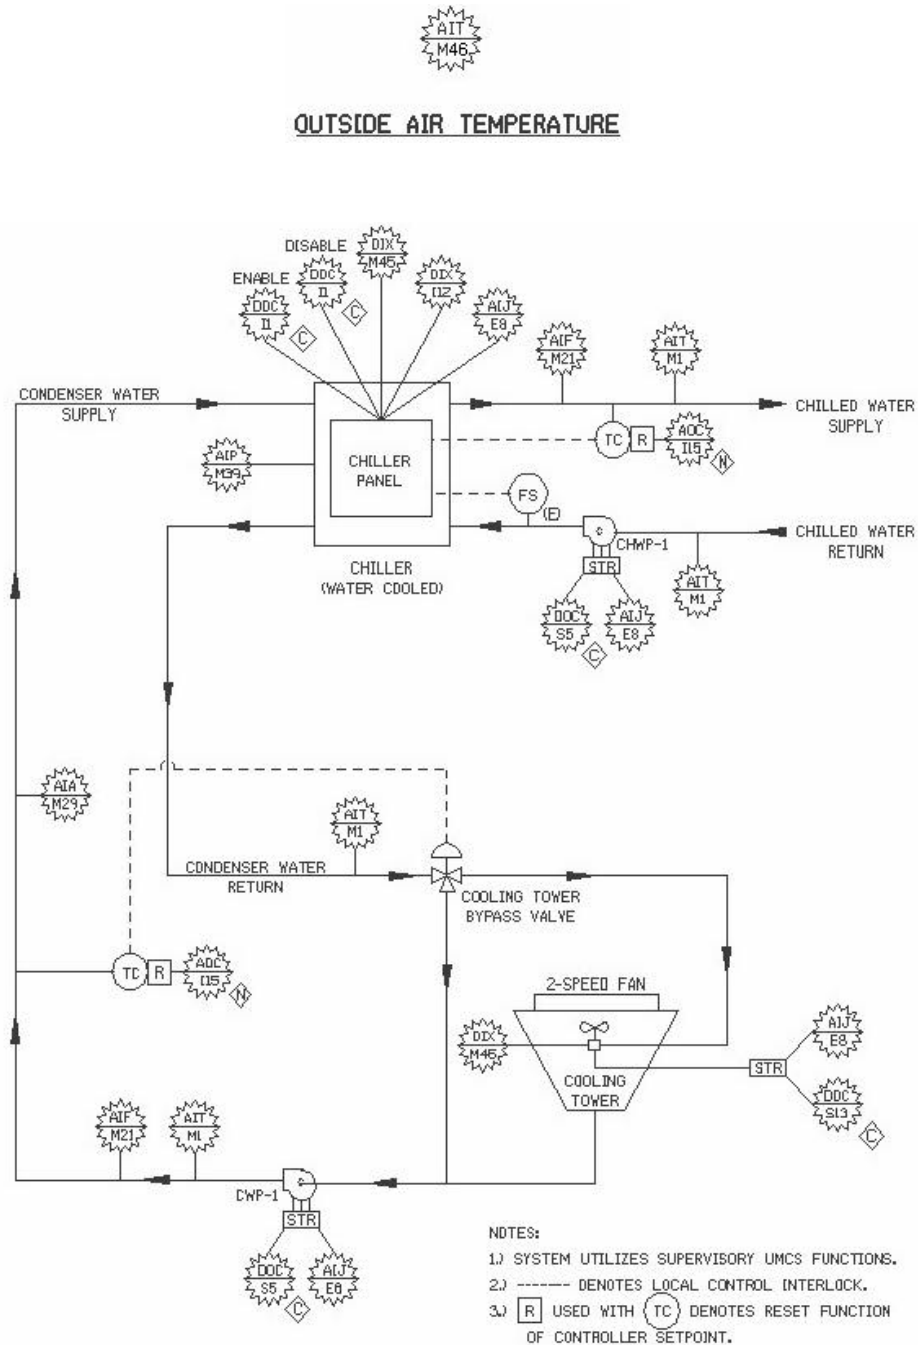 AIT
M46
OUTSIDE AIR TEMPERATURE
DISABLE
DIX
M45
ENABLE
DOC
I1
C
DOC
I1
C
DIX
I12
AIJ
E8
AIF
M21
AIT
M1
CONDENSER WATER
SUPPLY
CHILLED WATER
SUPPLY
AIP
M39
CHILLER
PANEL
TC
R
AOC
I15
N
FS
(E)
CHWP-1
CHILLED WATER
RETURN
STR
CHILLER
(WATER COOLED)
AIT
M1
DOC
S5
C
AIJ
E8
AIA
M29
AIT
M1
CONDENSER WATER
RETURN
COOLING TOWER
BYPASS VALVE
TC
R
AOC
I15
N
2-SPEED FAN
DIX
M46
COOLING
TOWER
STR
AIJ
E8
DOC
S13
C
AIF
M21
AIT
M1
CWP-1
STR
DOC
S5
C
AIJ
E8
NOTES:
1.) SYSTEM UTILIZES SUPERVISORY UMCS FUNCTIONS.
2.) ------- DENOTES LOCAL CONTROL INTERLOCK.
3.) R USED WITH TC DENOTES RESET FUNCTION
OF CONTROLLER SETPOINT.